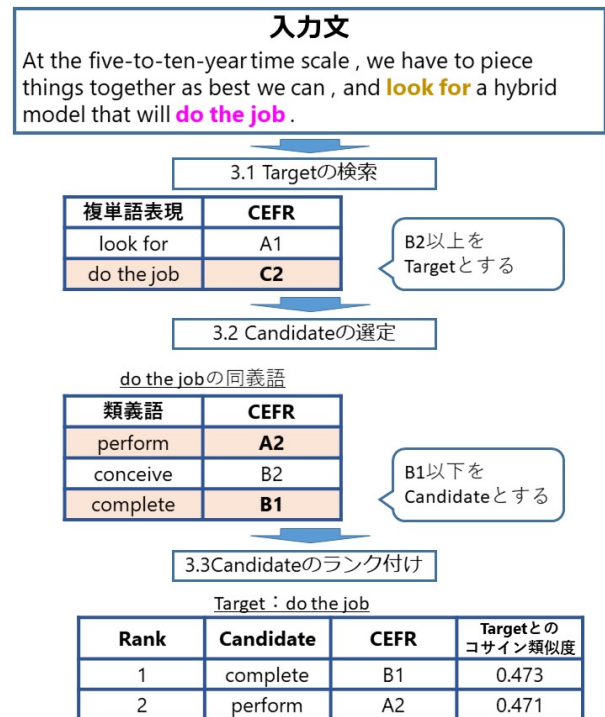 入力文
At the five-to-ten-year time scale , we have to piece
things together as best we can , and look for a hybrid
model that will do the job .
3.1 Targetの検索
複単語表現 CEFR
look for A1
do the job C2
B2以上を
Targetとする
3.2 Candidateの選定
do the jobの同義語
類義語 CEFR
perform A2
conceive B2
complete B1
B1以下を
Candidateとする
3.3Candidateのランク付け
Target：do the job
Rank Candidate CEFR Targetとの
コサイン類似度
1 complete B1 0.473
2 perform A2 0.471